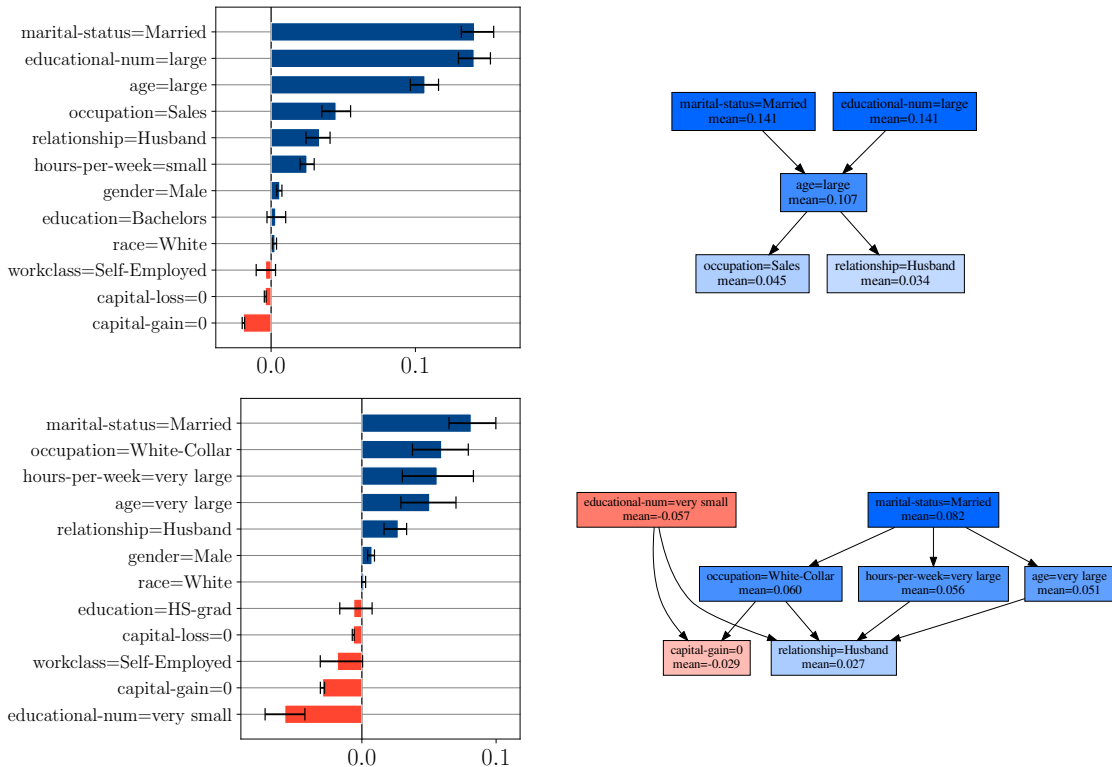 marital-status=Married
educational-num=large
age=large
occupation=Sales
relationship=Husband
hours-per-week=small
gender=Male
education=Bachelors
race=White
workclass=Self-Employed
capital-loss=0
capital-gain=0
0.0
0.1
marital-status=Married
mean=0.141
educational-num=large
mean=0.141
age=large
mean=0.107
occupation=Sales
mean=0.045
relationship=Husband
mean=0.034
marital-status=Married
occupation=White-Collar
hours-per-week=very large
age=very large
relationship=Husband
gender=Male
race=White
education=HS-grad
capital-loss=0
workclass=Self-Employed
capital-gain=0
educational-num=very small
0.0
0.1
educational-num=very small
mean=-0.057
marital-status=Married
mean=0.082
occupation=White-Collar
mean=0.060
hours-per-week=very large
mean=0.056
age=very large
mean=0.051
capital-gain=0
mean=-0.029
relationship=Husband
mean=0.027